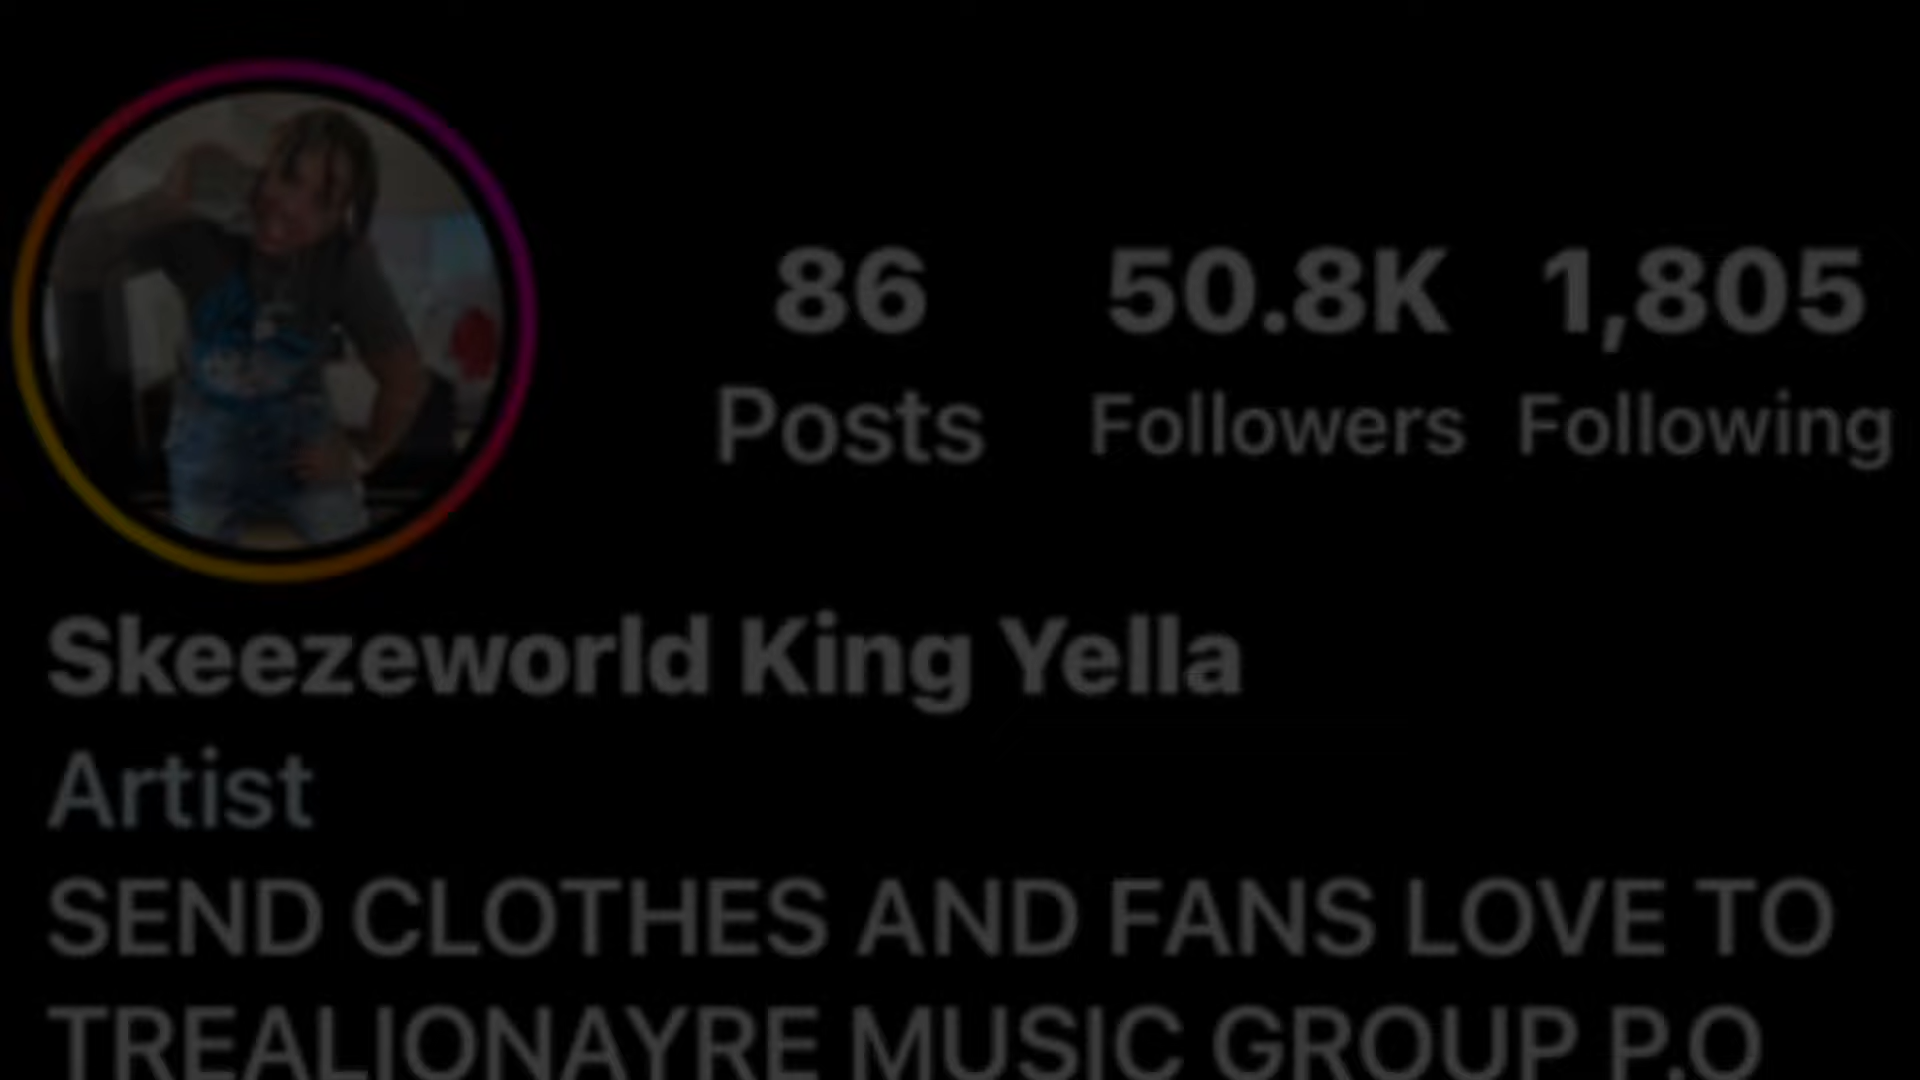 86 50.8K 1,805
Posts Followers Following
Skeezeworld King Yella
Artist
SEND CLOTHES AND FANS LOVE TO
TREALIONAYRE MUSIC GROUP P.O